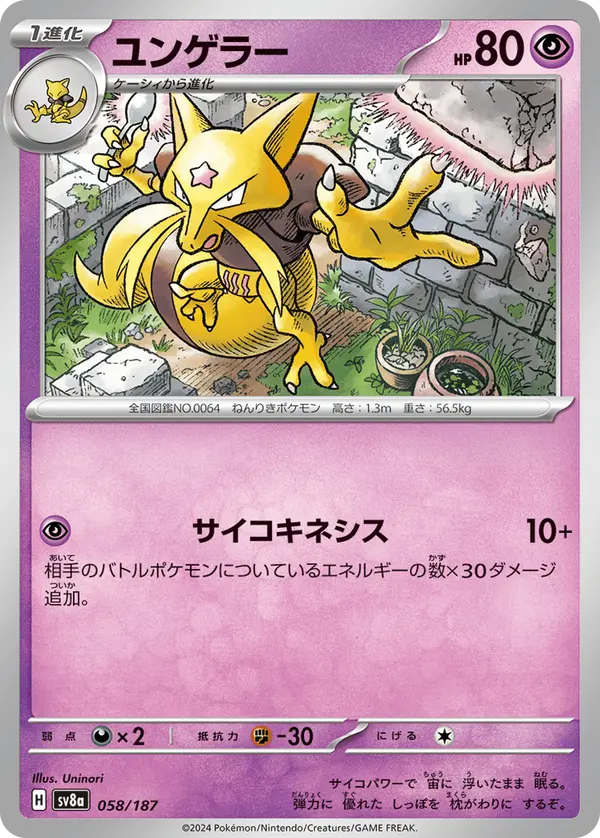 1進化
ユンゲラー
HP80
ケーシィから進化
全国図鑑NO.0064 ねんりきポケモン 高さ:1.3m 重さ:56.5kg
サイコキネシス 10+
相手のバトルポケモンについているエネルギーの数×30ダメージ
追加。
弱点 ×2 抵抗力 -30 にげる
Illus. Uninori
H sv8a 058/187
サイコパワーで 宙に 浮いたまま 眠る。
弾力に 優れた しっぽを 枕がわりに するぞ。
©2024 Pokémon/Nintendo/Creatures/GAME FREAK.